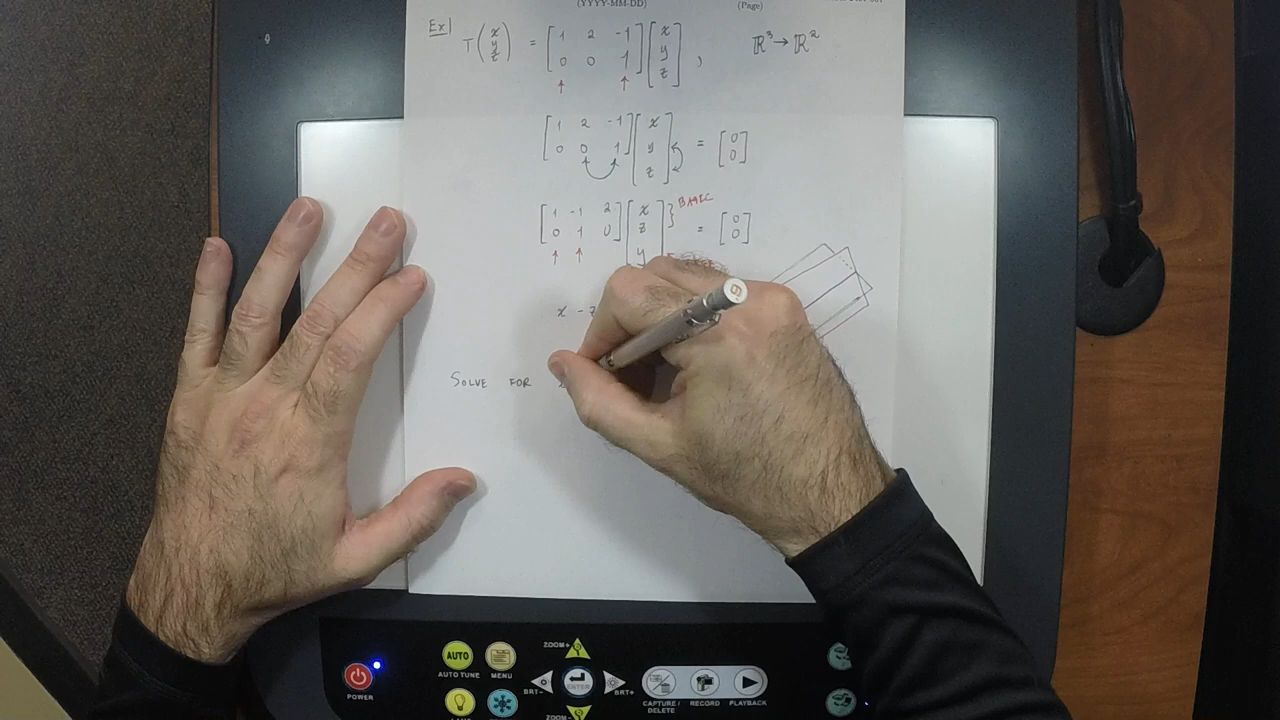 (YYYY-MM-DD) (Page)
Ex1 T(x y z) = [1 2 -1; 0 0 1] [x y z], ℝ³→ℝ²
[1 2 -1; 0 0 1] [x y z] = [0 0]
[1 -1 2; 0 1 0] [x z y] } BASIC = [0 0]
x - z
SOLVE FOR
POWER
AUTO
AUTO TUNE
MENU
ZOOM+
BRT-
ENTER
BRT+
ZOOM-
CAPTURE / DELETE
RECORD
PLAYBACK